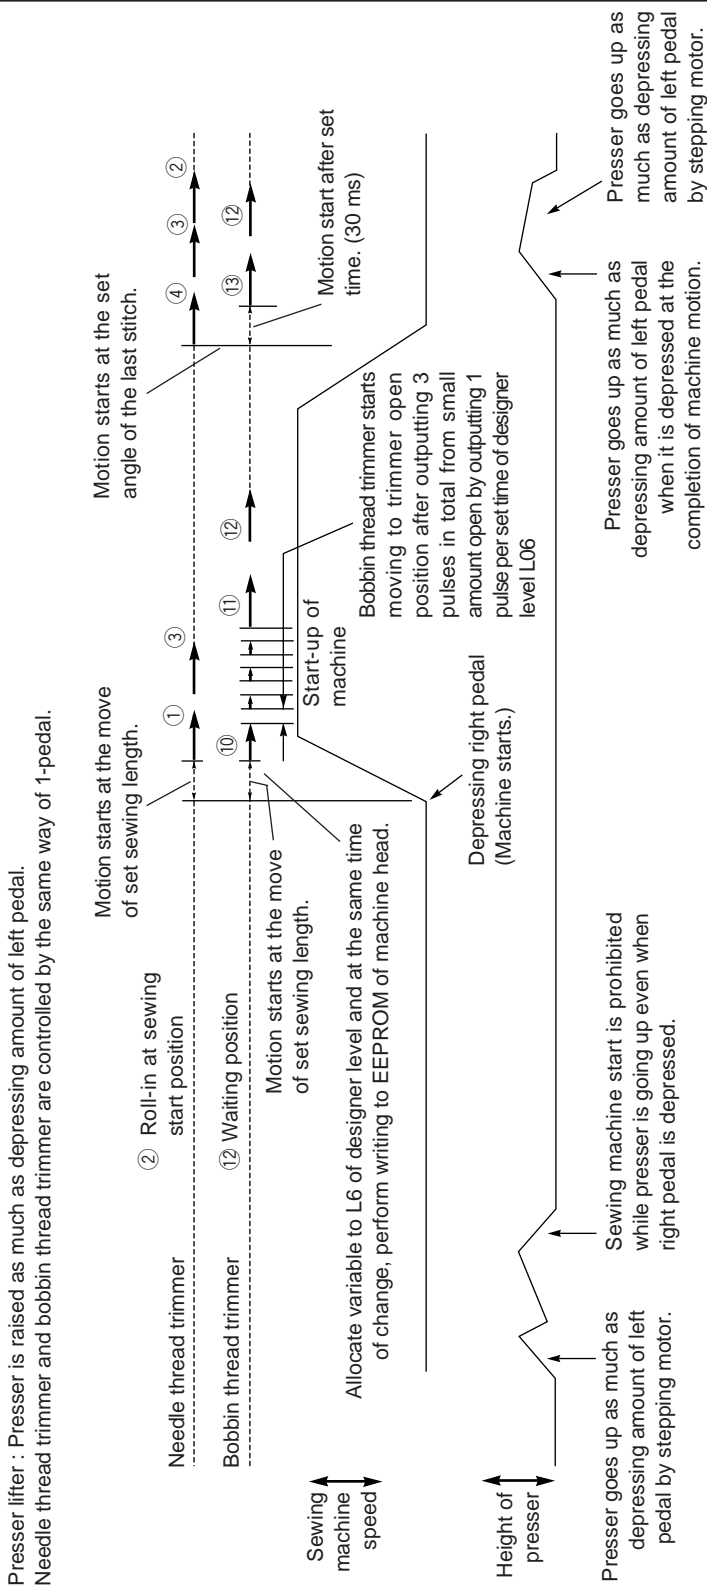 Presser lifter : Presser is raised as much as depressing amount of left pedal.
Needle thread trimmer and bobbin thread trimmer are controlled by the same way of 1-pedal.
Motion starts at the move
of set sewing length.
Motion starts at the set
angle of the last stitch.
② Roll-in at sewing
start position
Needle thread trimmer
①
③
④
③
②
Bobbin thread trimmer
⑫ Waiting position
⑩
⑪
⑫
⑬
⑫
Motion starts at the move
of set sewing length.
Start-up of
machine
Motion start after set
time. (30 ms)
Allocate variable to L6 of designer level and at the same time
of change, perform writing to EEPROM of machine head.
Bobbin thread trimmer starts
moving to trimmer open
position after outputting 3
pulses in total from small
amount open by outputting 1
pulse per set time of designer
level L06
Sewing
machine
speed
Depressing right pedal
(Machine starts.)
Height of
presser
Presser goes up as much as
depressing amount of left
pedal by stepping motor.
Sewing machine start is prohibited
while presser is going up even when
right pedal is depressed.
Presser goes up as much as
depressing amount of left pedal
when it is depressed at the
completion of machine motion.
Presser goes up as
much as depressing
amount of left pedal
by stepping motor.